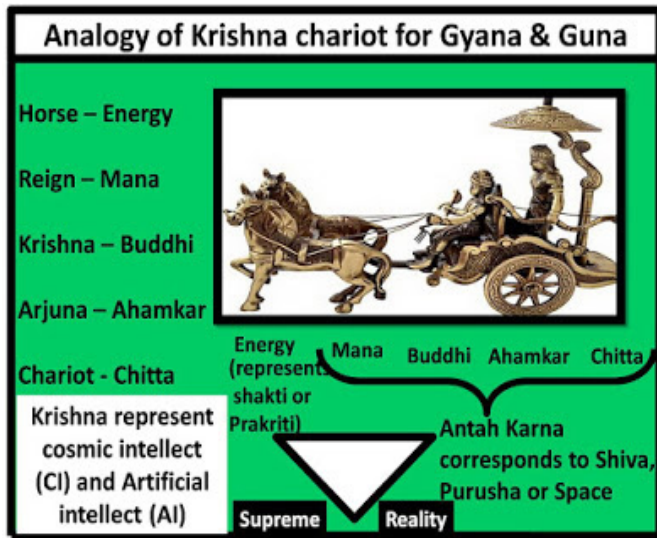 Analogy of Krishna chariot for Gyana & Guna
Horse – Energy
Reign – Mana
Krishna – Buddhi
Arjuna – Ahamkar
Chariot - Chitta
Krishna represent
cosmic intellect
(CI) and Artificial
intellect (AI)
Energy
(represent
shakti or
Prakriti)
Mana Buddhi Ahamkar Chitta
Antah Karna
corresponds to Shiva,
Purusha or Space
Supreme Reality